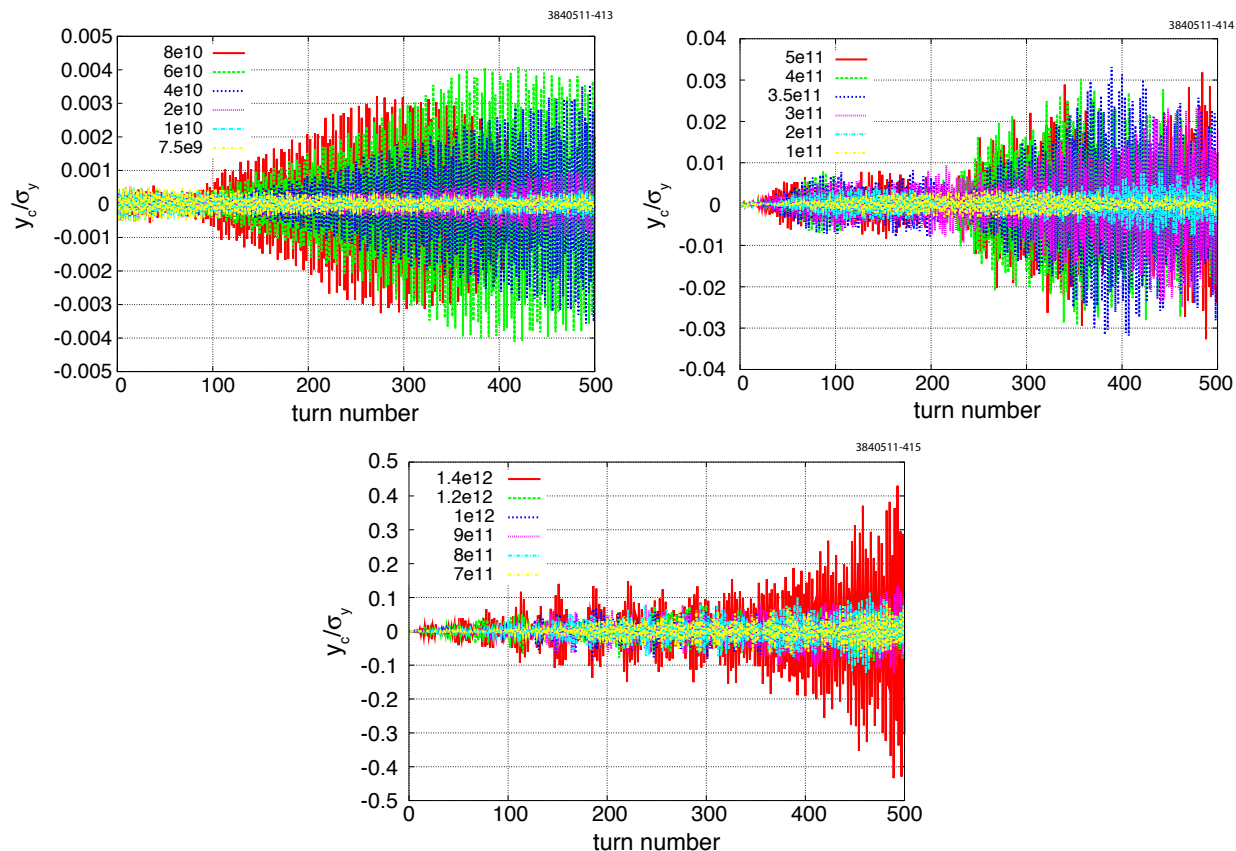 3840511-413
0.005
0.004
0.003
0.002
0.001
0
-0.001
-0.002
-0.003
-0.004
-0.005
y_c/σ_y
8e10
6e10
4e10
2e10
1e10
7.5e9
0 100 200 300 400 500
turn number
3840511-414
0.04
0.03
0.02
0.01
0
-0.01
-0.02
-0.03
-0.04
y_c/σ_y
5e11
4e11
3.5e11
3e11
2e11
1e11
0 100 200 300 400 500
turn number
3840511-415
0.5
0.4
0.3
0.2
0.1
0
-0.1
-0.2
-0.3
-0.4
-0.5
y_c/σ_y
1.4e12
1.2e12
1e12
9e11
8e11
7e11
0 100 200 300 400 500
turn number